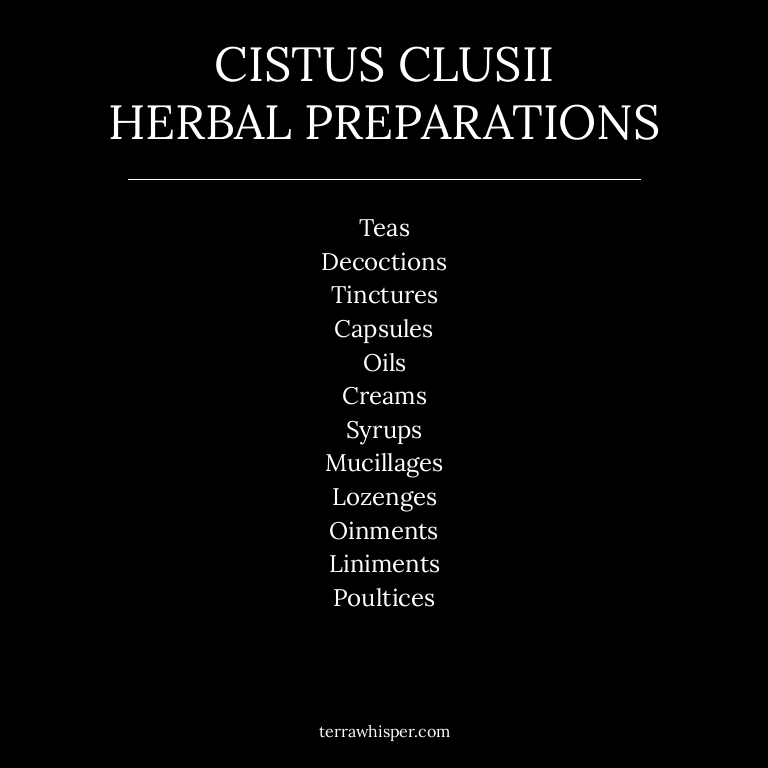 CISTUS CLUSII
HERBAL PREPARATIONS
Teas
Decoctions
Tinctures
Capsules
Oils
Creams
Syrups
Mucillages
Lozenges
Oinments
Liniments
Poultices
terrawhisper.com